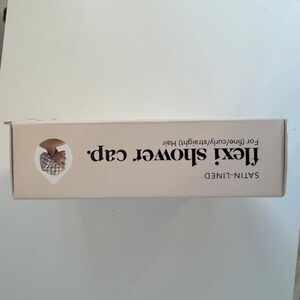 SATIN-LINED
flexi shower cap.
For (fine/curly/straight) Hair